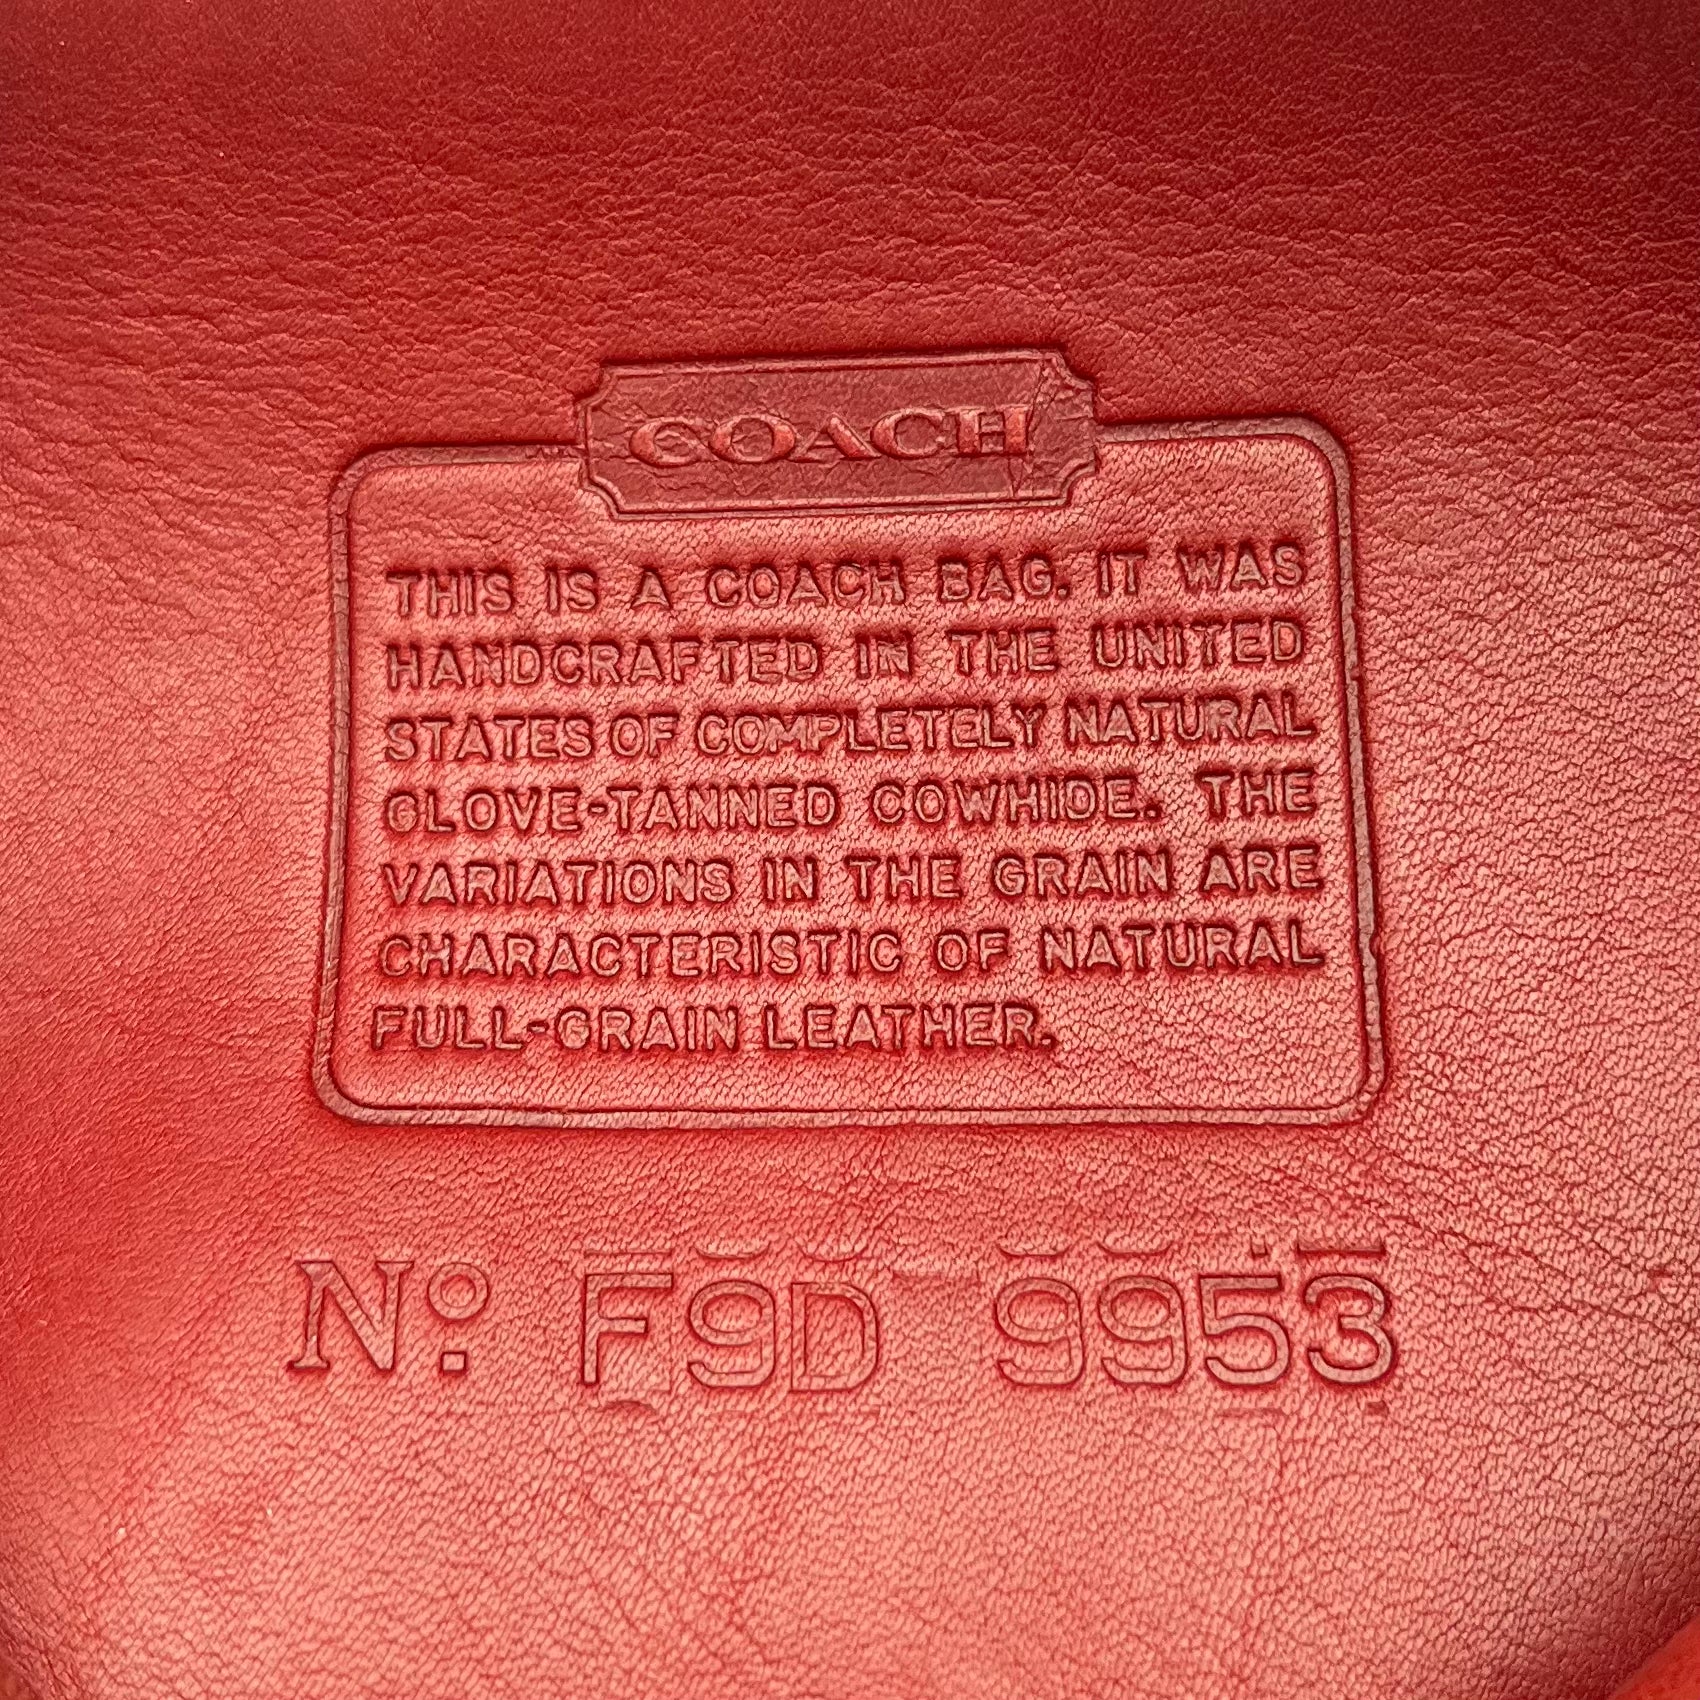 COACH
THIS IS A COACH BAG. IT WAS
HANDCRAFTED IN THE UNITED
STATES OF COMPLETELY NATURAL
GLOVE-TANNED COWHIDE. THE
VARIATIONS IN THE GRAIN ARE
CHARACTERISTIC OF NATURAL
FULL-GRAIN LEATHER.
No. F9D 9953